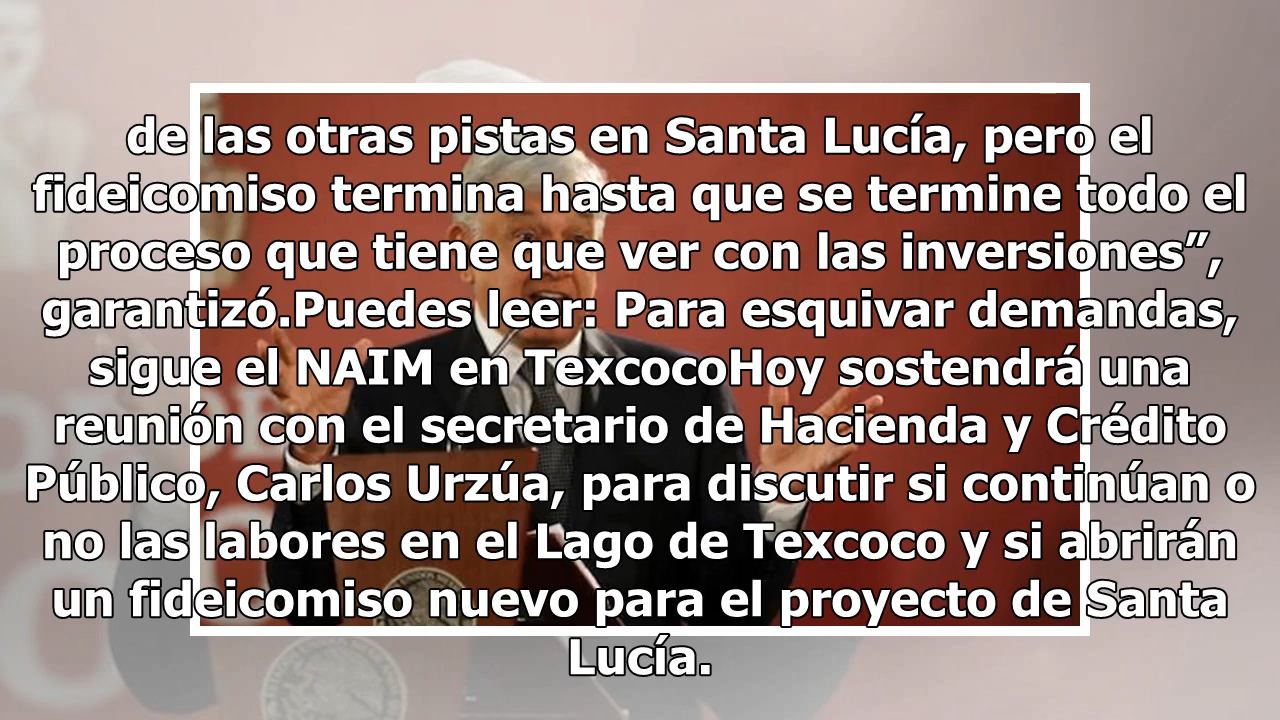 de las otras pistas en Santa Lucía, pero el
fideicomiso termina hasta que se termine todo el
proceso que tiene que ver con las inversiones”,
garantizó.Puedes leer: Para esquivar demandas,
sigue el NAIM en TexcocoHoy sostendrá una
reunión con el secretario de Hacienda y Crédito
Público, Carlos Urzúa, para discutir si continúan o
no las labores en el Lago de Texcoco y si abrirán
un fideicomiso nuevo para el proyecto de Santa
Lucía.